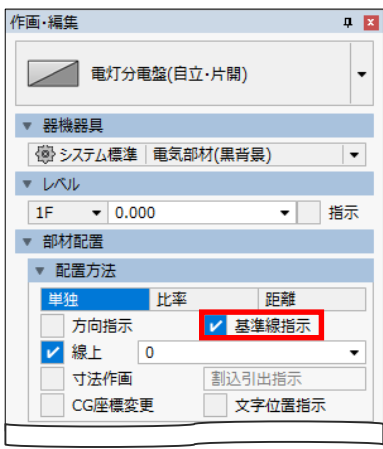 作画・編集
電灯分電盤(自立・片開)
器機器具
システム標準 電気部材(黒背景)
レベル
1F 0.000 指示
部材配置
配置方法
単独 比率 距離
方向指示 基準線指示
線上 0
寸法作画 割込引出指示
CG座標変更 文字位置指示